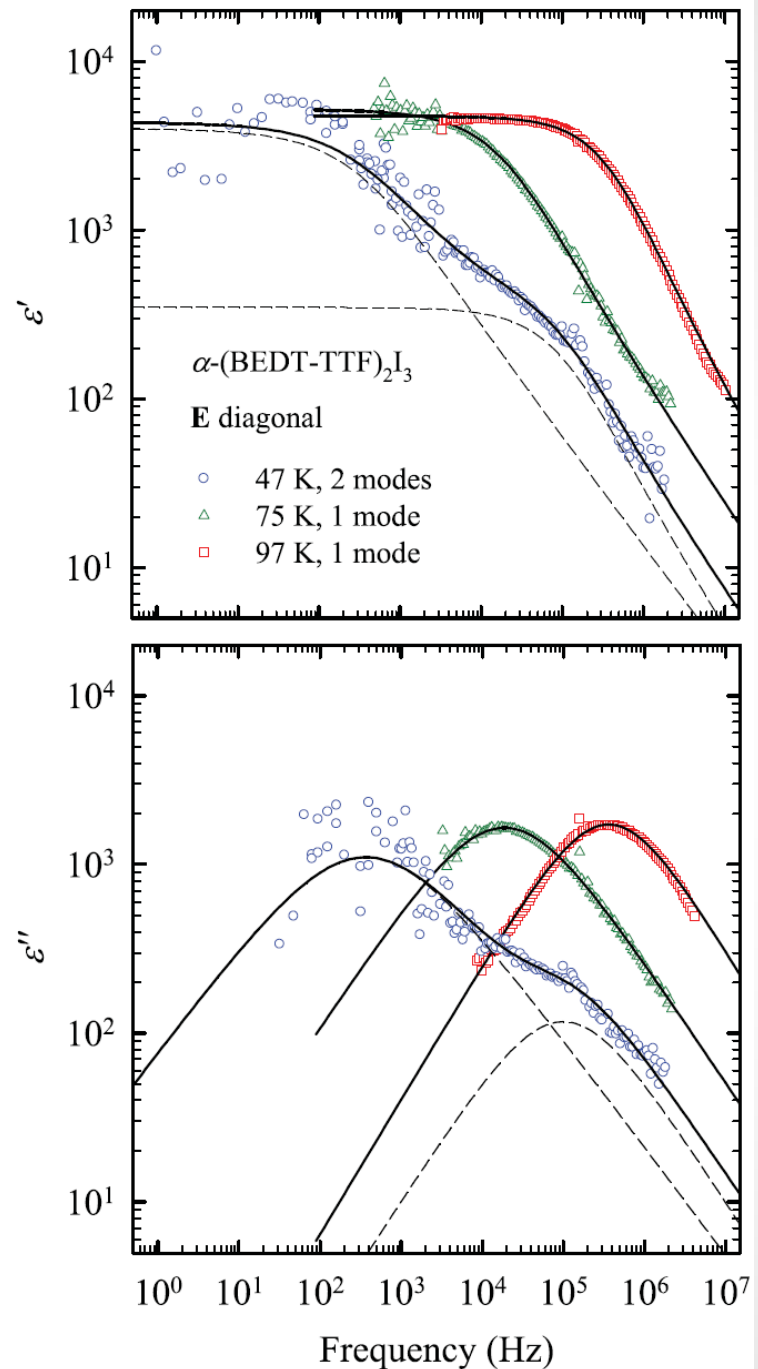 10⁴
10³
10²
10¹
ε′
α-(BEDT-TTF)₂I₃
E diagonal
47 K, 2 modes
75 K, 1 mode
97 K, 1 mode
10⁴
10³
10²
10¹
ε″
10⁰ 10¹ 10² 10³ 10⁴ 10⁵ 10⁶ 10⁷
Frequency (Hz)